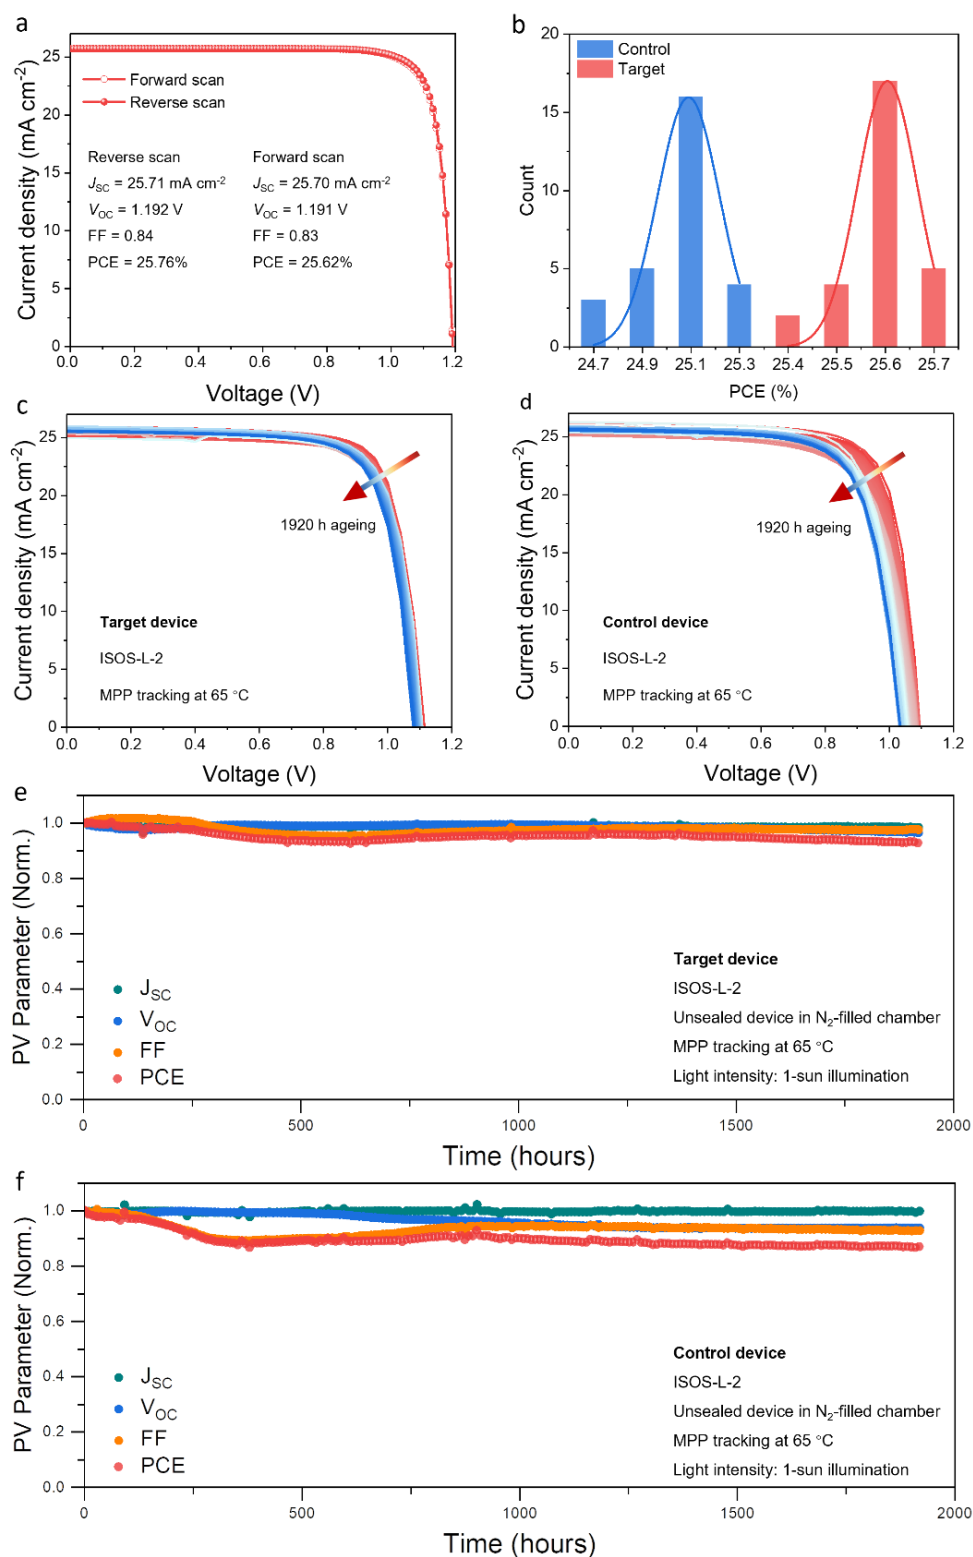 a
Current density (mA cm⁻²)
25
20
15
10
5
0
Forward scan
Reverse scan
Reverse scan Forward scan
J_SC = 25.71 mA cm⁻² J_SC = 25.70 mA cm⁻²
V_OC = 1.192 V V_OC = 1.191 V
FF = 0.84 FF = 0.83
PCE = 25.76% PCE = 25.62%
0.0 0.2 0.4 0.6 0.8 1.0 1.2
Voltage (V)
b
Count
20
15
10
5
0
Control
Target
24.7 24.9 25.1 25.3 25.4 25.5 25.6 25.7
PCE (%)
c
Current density (mA cm⁻²)
25
20
15
10
5
0
1920 h ageing
Target device
ISOS-L-2
MPP tracking at 65 °C
0.0 0.2 0.4 0.6 0.8 1.0 1.2
Voltage (V)
d
Current density (mA cm⁻²)
25
20
15
10
5
0
1920 h ageing
Control device
ISOS-L-2
MPP tracking at 65 °C
0.0 0.2 0.4 0.6 0.8 1.0 1.2
Voltage (V)
e
PV Parameter (Norm.)
1.0
0.8
0.6
0.4
0.2
0.0
J_SC
V_OC
FF
PCE
Target device
ISOS-L-2
Unsealed device in N₂-filled chamber
MPP tracking at 65 °C
Light intensity: 1-sun illumination
0 500 1000 1500 2000
Time (hours)
f
PV Parameter (Norm.)
1.0
0.8
0.6
0.4
0.2
0.0
J_SC
V_OC
FF
PCE
Control device
ISOS-L-2
Unsealed device in N₂-filled chamber
MPP tracking at 65 °C
Light intensity: 1-sun illumination
0 500 1000 1500 2000
Time (hours)